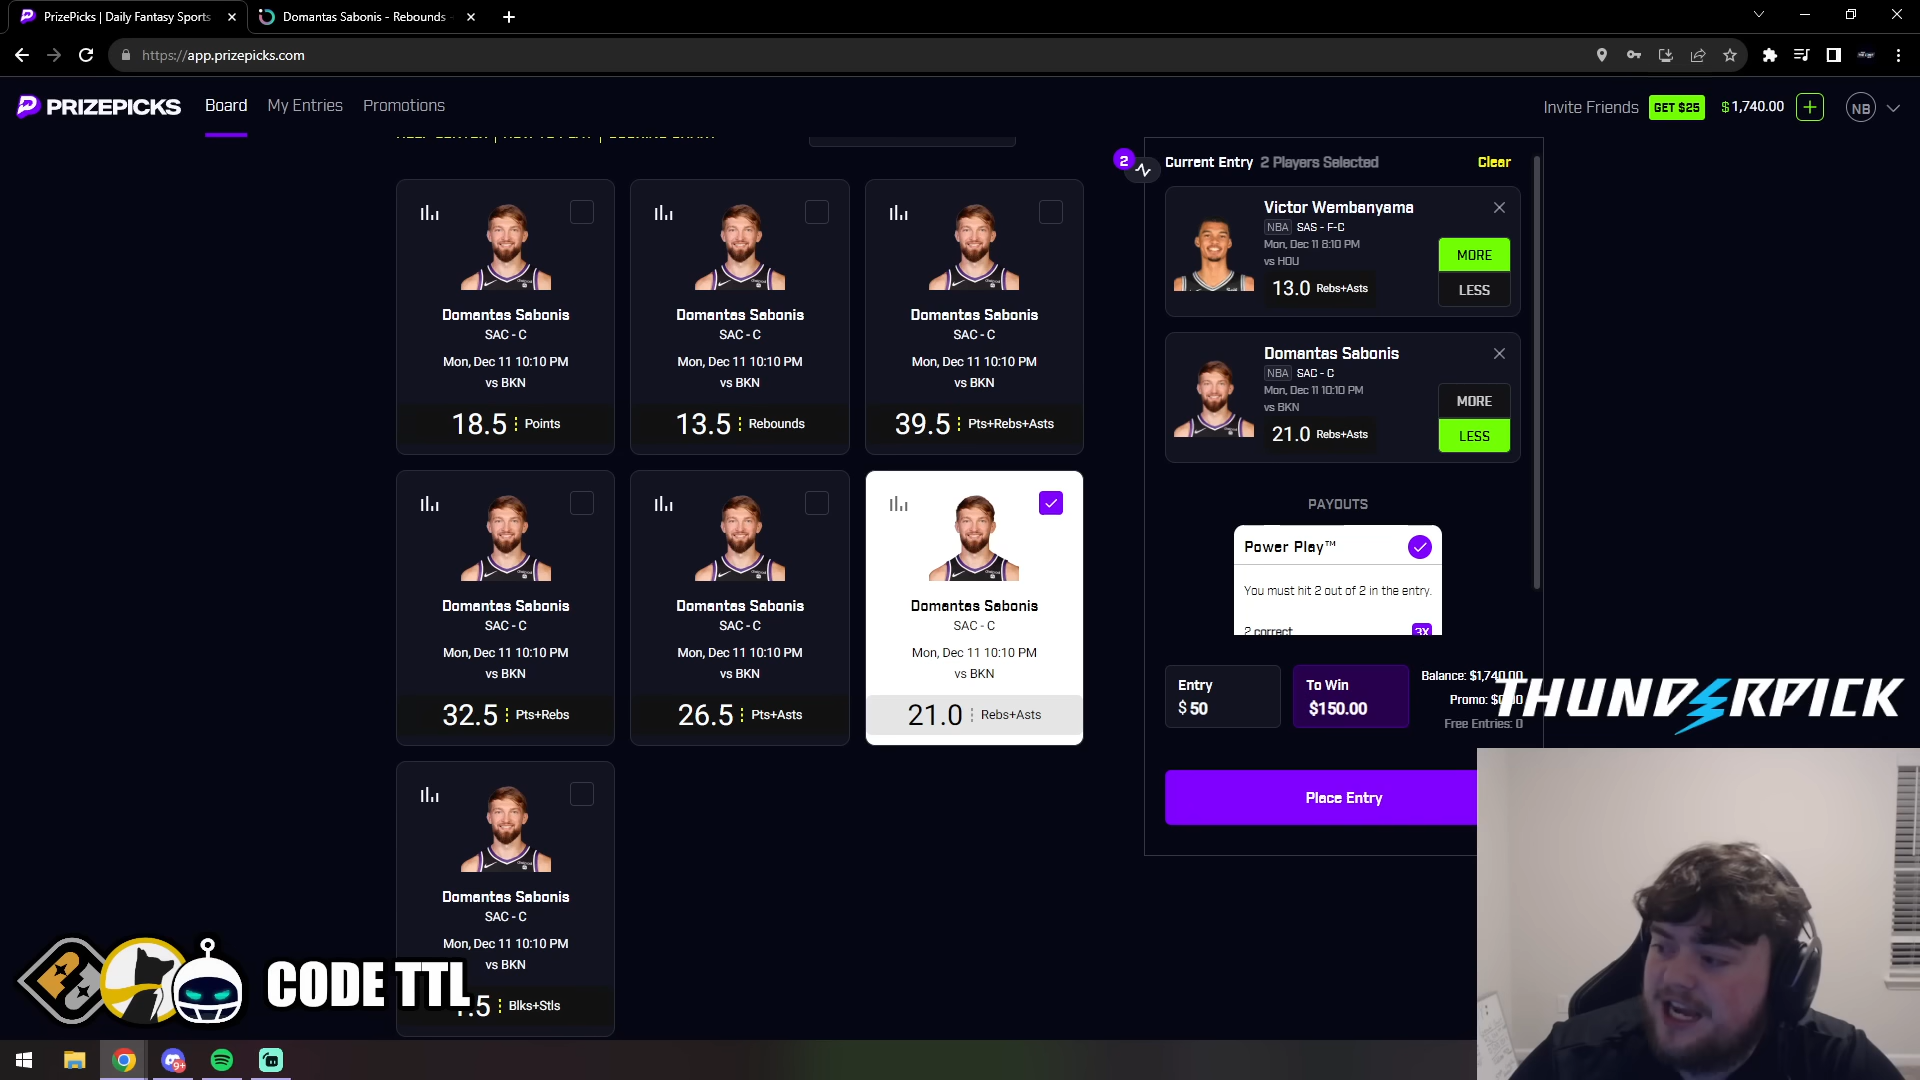 PrizePicks | Daily Fantasy Sports
Domantas Sabonis - Rebounds -
https://app.prizepicks.com
PRIZEPICKS
Board
My Entries
Promotions
Invite Friends
GET $25
$ 1,740.00
NB
2
Current Entry 2 Players Selected
Clear
Domantas Sabonis
SAC - C
Mon, Dec 11 10:10 PM
vs BKN
18.5 Points
Domantas Sabonis
SAC - C
Mon, Dec 11 10:10 PM
vs BKN
13.5 Rebounds
Domantas Sabonis
SAC - C
Mon, Dec 11 10:10 PM
vs BKN
39.5 Pts+Rebs+Asts
Domantas Sabonis
SAC - C
Mon, Dec 11 10:10 PM
vs BKN
32.5 Pts+Rebs
Domantas Sabonis
SAC - C
Mon, Dec 11 10:10 PM
vs BKN
26.5 Pts+Asts
Domantas Sabonis
SAC - C
Mon, Dec 11 10:10 PM
vs BKN
21.0 Rebs+Asts
Domantas Sabonis
SAC - C
Mon, Dec 11 10:10 PM
vs BKN
.5 Blks+Stls
Victor Wembanyama
NBA SAS - F-C
Mon, Dec 11 8:10 PM
vs HOU
13.0 Rebs+Asts
MORE
LESS
Domantas Sabonis
NBA SAC - C
Mon, Dec 11 10:10 PM
vs BKN
21.0 Rebs+Asts
MORE
LESS
PAYOUTS
Power Play™
You must hit 2 out of 2 in the entry.
2 correct
3X
Entry
$ 50
To Win
$150.00
Balance: $1,740.00
Promo:
Free Entries: 0
Place Entry
THUNDERPICK
CODE TTL
9+